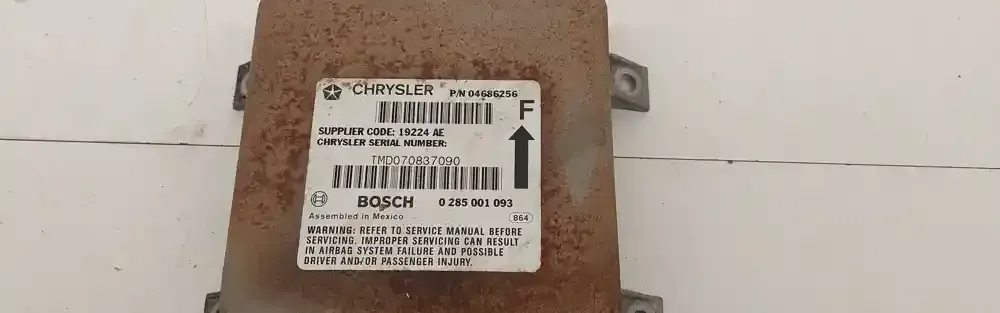 CHRYSLER P/N 04686256
F
SUPPLIER CODE: 19224 AE
CHRYSLER SERIAL NUMBER:
TMD070837090
BOSCH 0 285 001 093
Assembled in Mexico 864
WARNING: REFER TO SERVICE MANUAL BEFORE
SERVICING. IMPROPER SERVICING CAN RESULT
IN AIRBAG SYSTEM FAILURE AND POSSIBLE
DRIVER AND/OR PASSENGER INJURY.